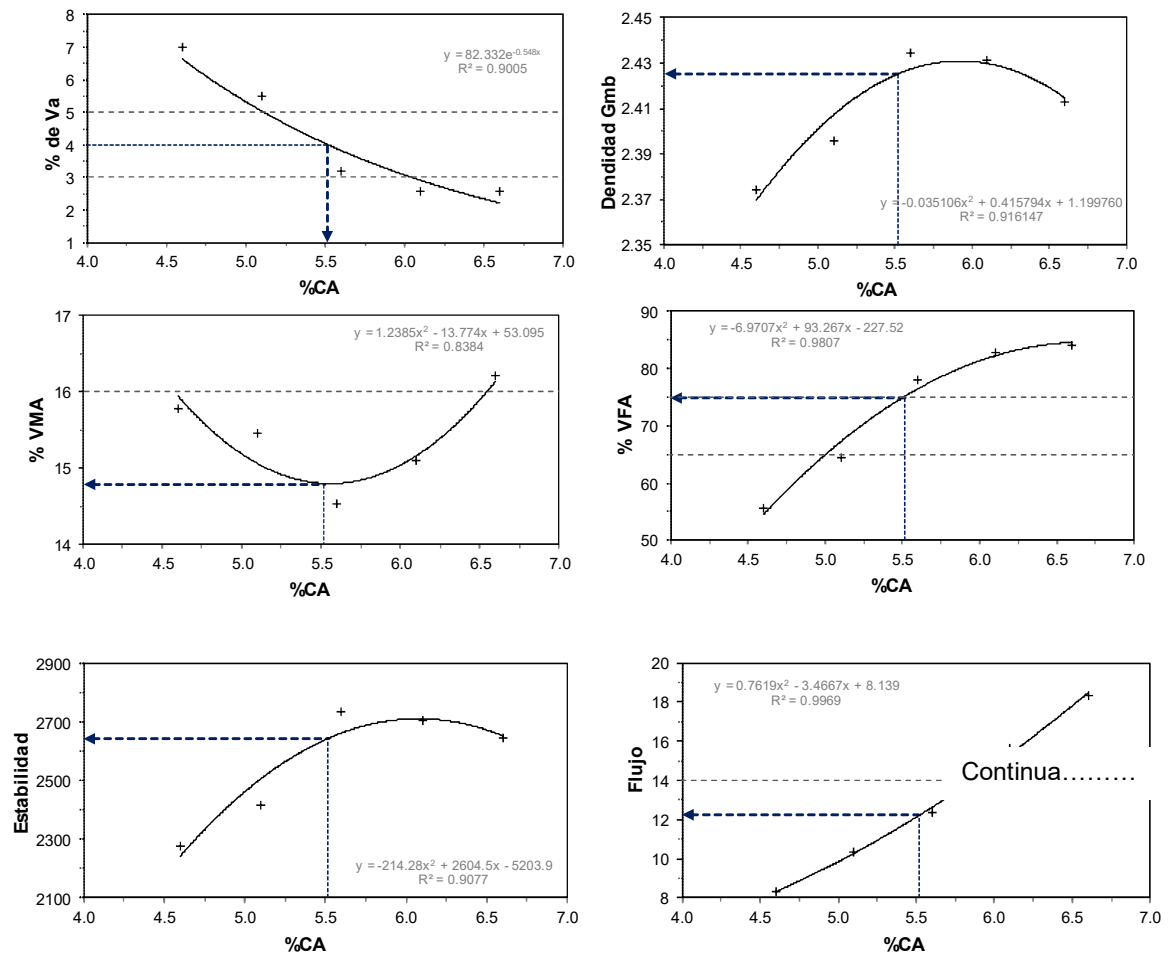 8
7
6
5
4
3
2
1
% de Va
y = 82.332e-0.548x
R² = 0.9005
4.0 4.5 5.0 5.5 6.0 6.5 7.0
%CA
2.45
2.43
2.41
2.39
2.37
2.35
Dendidad Gmb
y = -0.035106x² + 0.415794x + 1.199760
R² = 0.916147
4.0 4.5 5.0 5.5 6.0 6.5 7.0
%CA
17
16
15
14
% VMA
y = 1.2385x² - 13.774x + 53.095
R² = 0.8384
4.0 4.5 5.0 5.5 6.0 6.5 7.0
%CA
90
80
70
60
50
% VFA
y = -6.9707x² + 93.267x - 227.52
R² = 0.9807
4.0 4.5 5.0 5.5 6.0 6.5 7.0
%CA
2900
2700
2500
2300
2100
Estabilidad
y = -214.28x² + 2604.5x - 5203.9
R² = 0.9077
4.0 4.5 5.0 5.5 6.0 6.5 7.0
%CA
20
18
16
14
12
10
8
Flujo
y = 0.7619x² - 3.4667x + 8.139
R² = 0.9969
Continua………
4.0 4.5 5.0 5.5 6.0 6.5 7.0
%CA